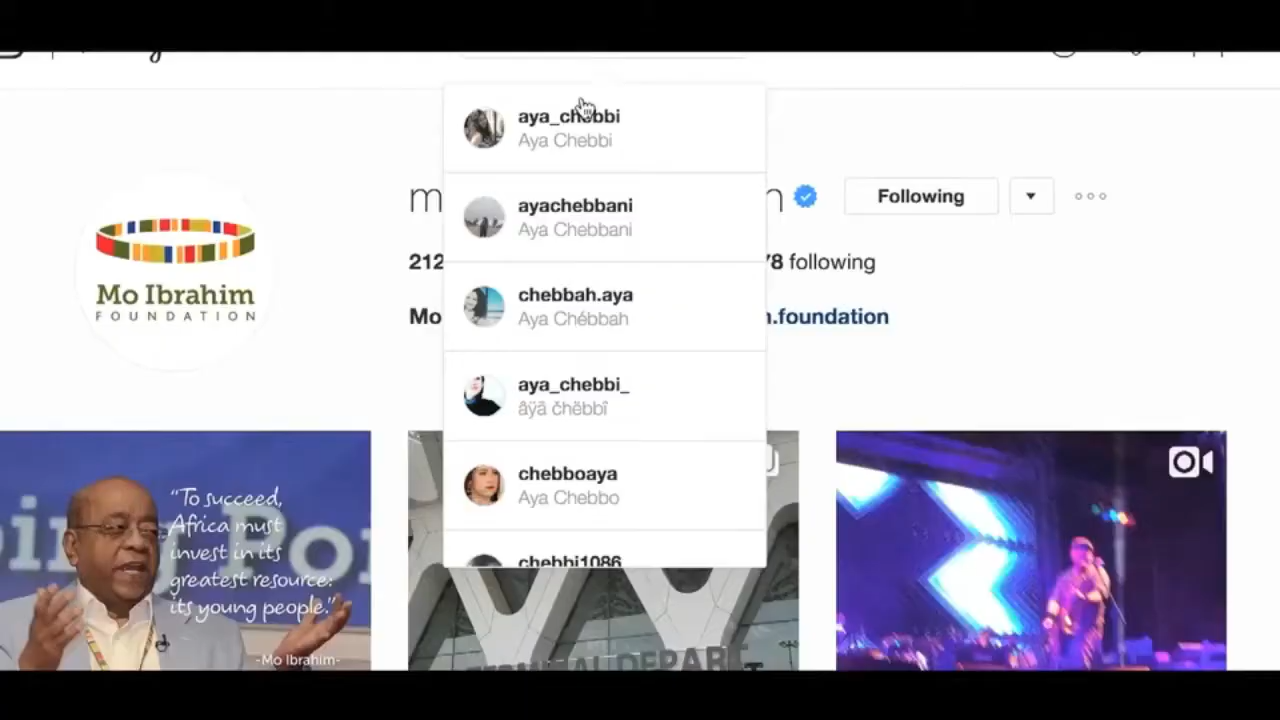 aya_chebbi
Aya Chebbi
ayachebbani
Aya Chebbani
chebbah.aya
Aya Chébbah
aya_chebbi_
chebboaya
Aya Chebbo
chebbi1086
m
n
Following
212
78 following
Mo
n.foundation
Mo Ibrahim
FOUNDATION
"To succeed,
Africa must
invest in its
greatest resource:
its young people."
-Mo Ibrahim-